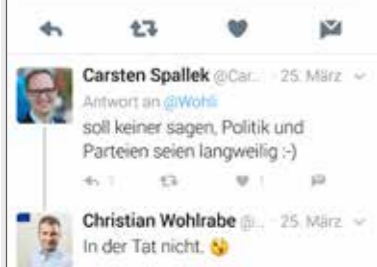 Carsten Spallek @Car... · 25. März
Antwort an @Wohli
soll keiner sagen, Politik und
Parteien seien langweilig :-)
1 1
Christian Wohlrabe @... · 25. März
In der Tat nicht. 😘